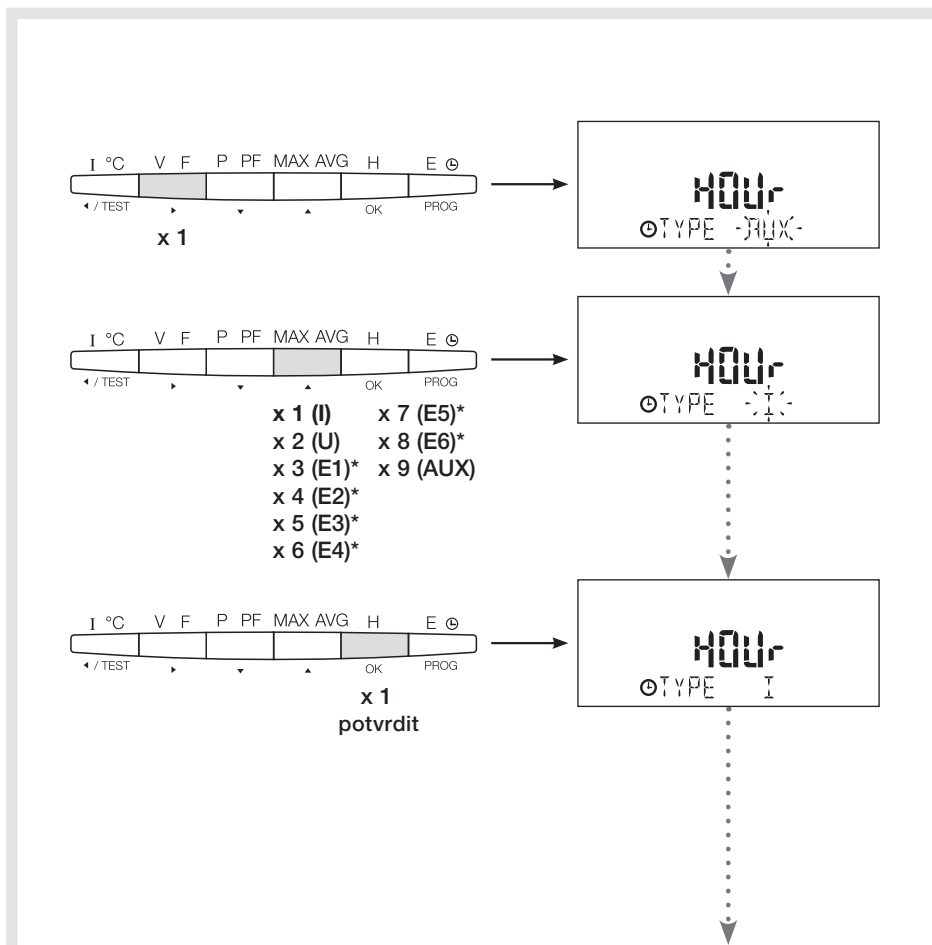 I °C V F P PF MAX AVG H E
/ TEST OK PROG
x 1
HOUr
TYPE AUX
I °C V F P PF MAX AVG H E
/ TEST OK PROG
HOUr
TYPE I
x 1 (I) x 7 (E5)*
x 2 (U) x 8 (E6)*
x 3 (E1)* x 9 (AUX)
x 4 (E2)*
x 5 (E3)*
x 6 (E4)*
I °C V F P PF MAX AVG H E
/ TEST OK PROG
x 1
potvrdit
HOUr
TYPE I